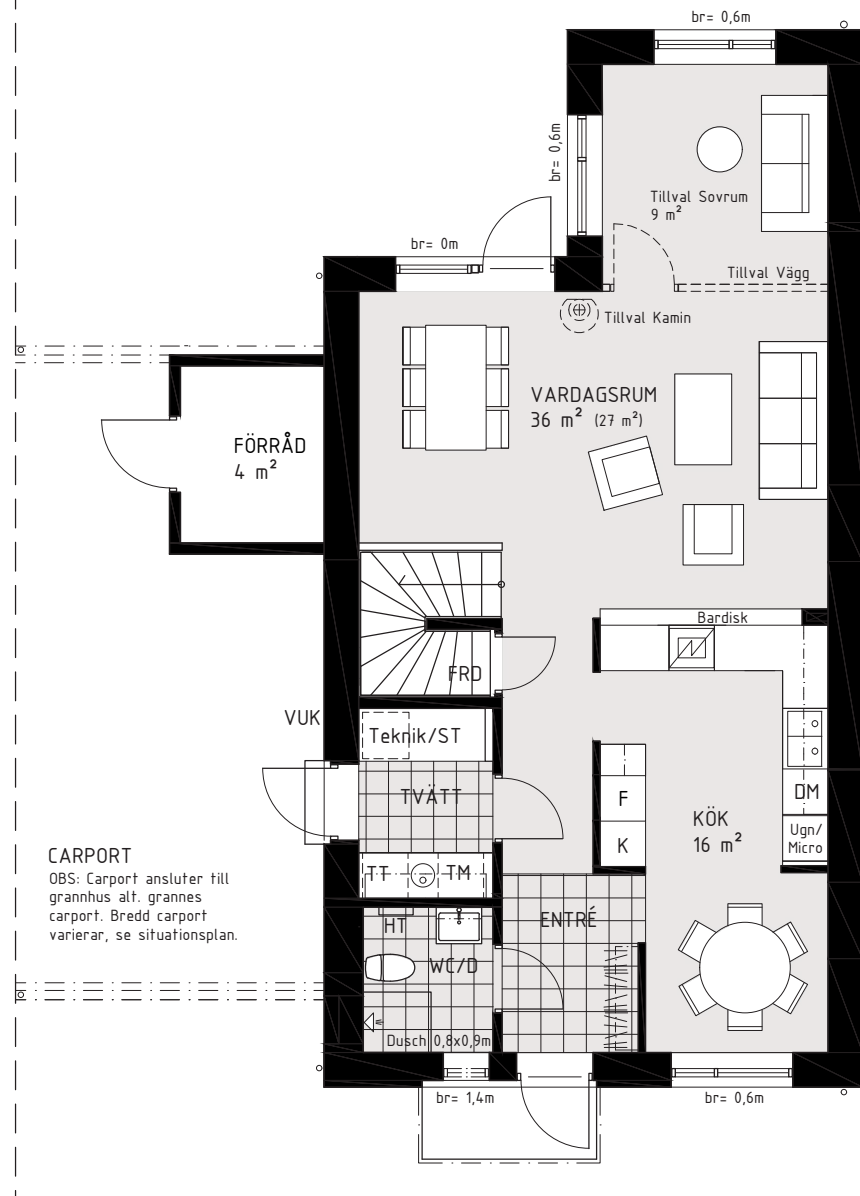 br= 0,6m
br= 0,6m
Tillval Sovrum
9 m²
br= 0m
Tillval Vägg
Tillval Kamin
VARDAGSRUM
36 m² (27 m²)
FÖRRÅD
4 m²
Bardisk
FRD
VUK
Teknik/ST
TVÄTT
F
DM
KÖK
16 m²
Ugn/
Micro
K
CARPORT
OBS: Carport ansluter till
grannhus alt. grannes
carport. Bredd carport
varierar, se situationsplan.
TT
TM
HT
ENTRÉ
WC/D
Dusch 0,8x0,9m
br= 1,4m
br= 0,6m